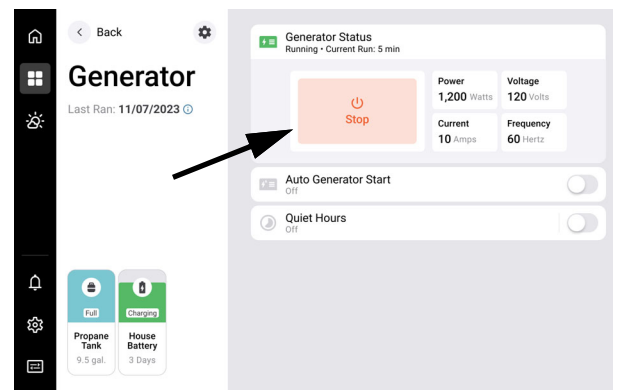 Back
Generator
Last Ran: 11/07/2023
Full
Charging
Propane
Tank
9.5 gal.
House
Battery
3 Days
Generator Status
Running • Current Run: 5 min
Stop
Power
1,200 Watts
Voltage
120 Volts
Current
10 Amps
Frequency
60 Hertz
Auto Generator Start
Off
Quiet Hours
Off